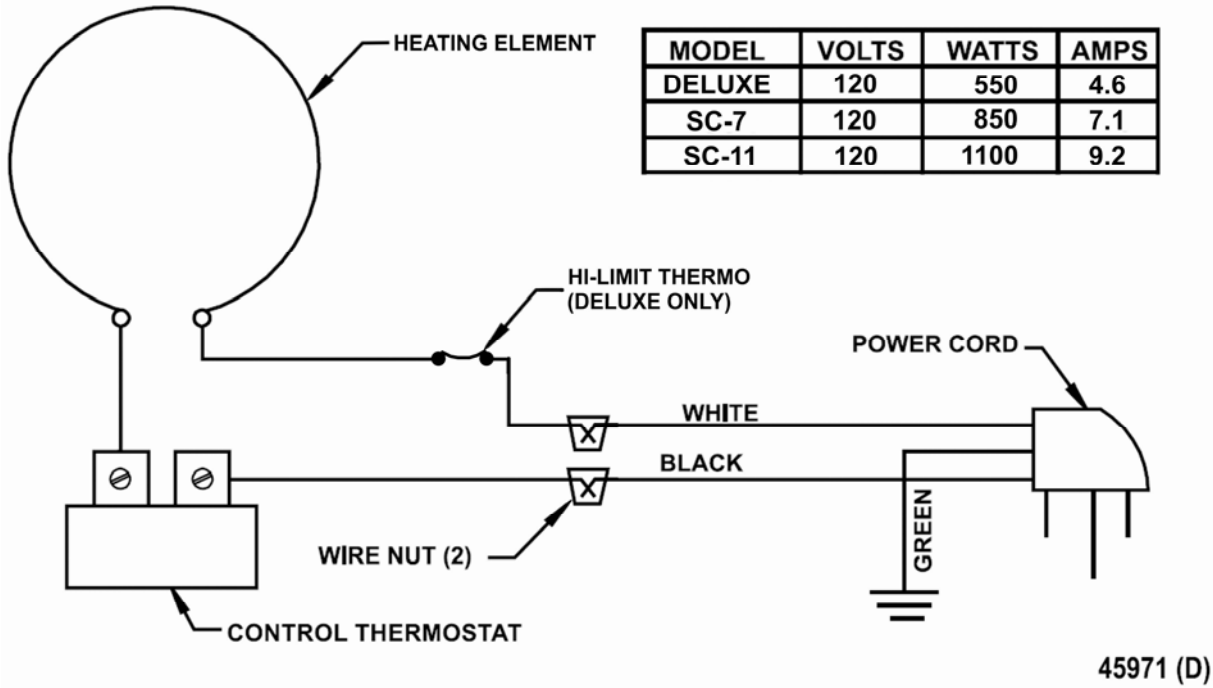 HEATING ELEMENT
MODEL VOLTS WATTS AMPS
DELUXE 120 550 4.6
SC-7 120 850 7.1
SC-11 120 1100 9.2
HI-LIMIT THERMO
(DELUXE ONLY)
POWER CORD
WHITE
BLACK
GREEN
WIRE NUT (2)
CONTROL THERMOSTAT
45971 (D)